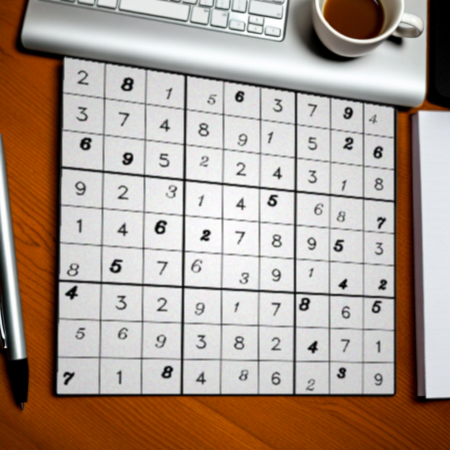 2 8 1 5 6 3 7 9 4
3 7 4 8 9 1 5 2 6
6 9 5 2 2 4 3 1 8
9 2 3 1 4 5 6 8 7
1 4 6 2 7 8 9 5 3
8 5 7 6 3 9 1 4 2
4 3 2 9 1 7 8 6 5
5 6 9 3 8 2 4 7 1
7 1 8 4 8 6 2 3 9